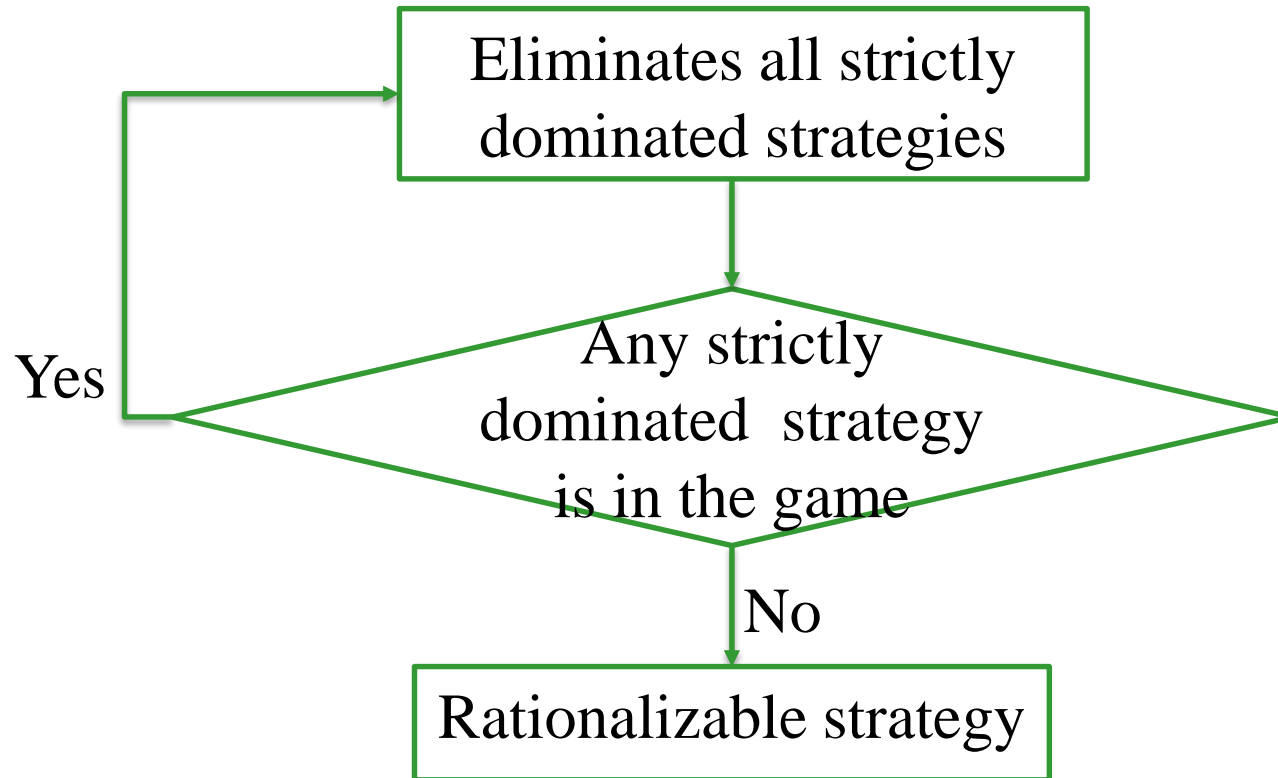 Eliminates all strictly
dominated strategies
Yes
Any strictly
dominated strategy
is in the game
No
Rationalizable strategy